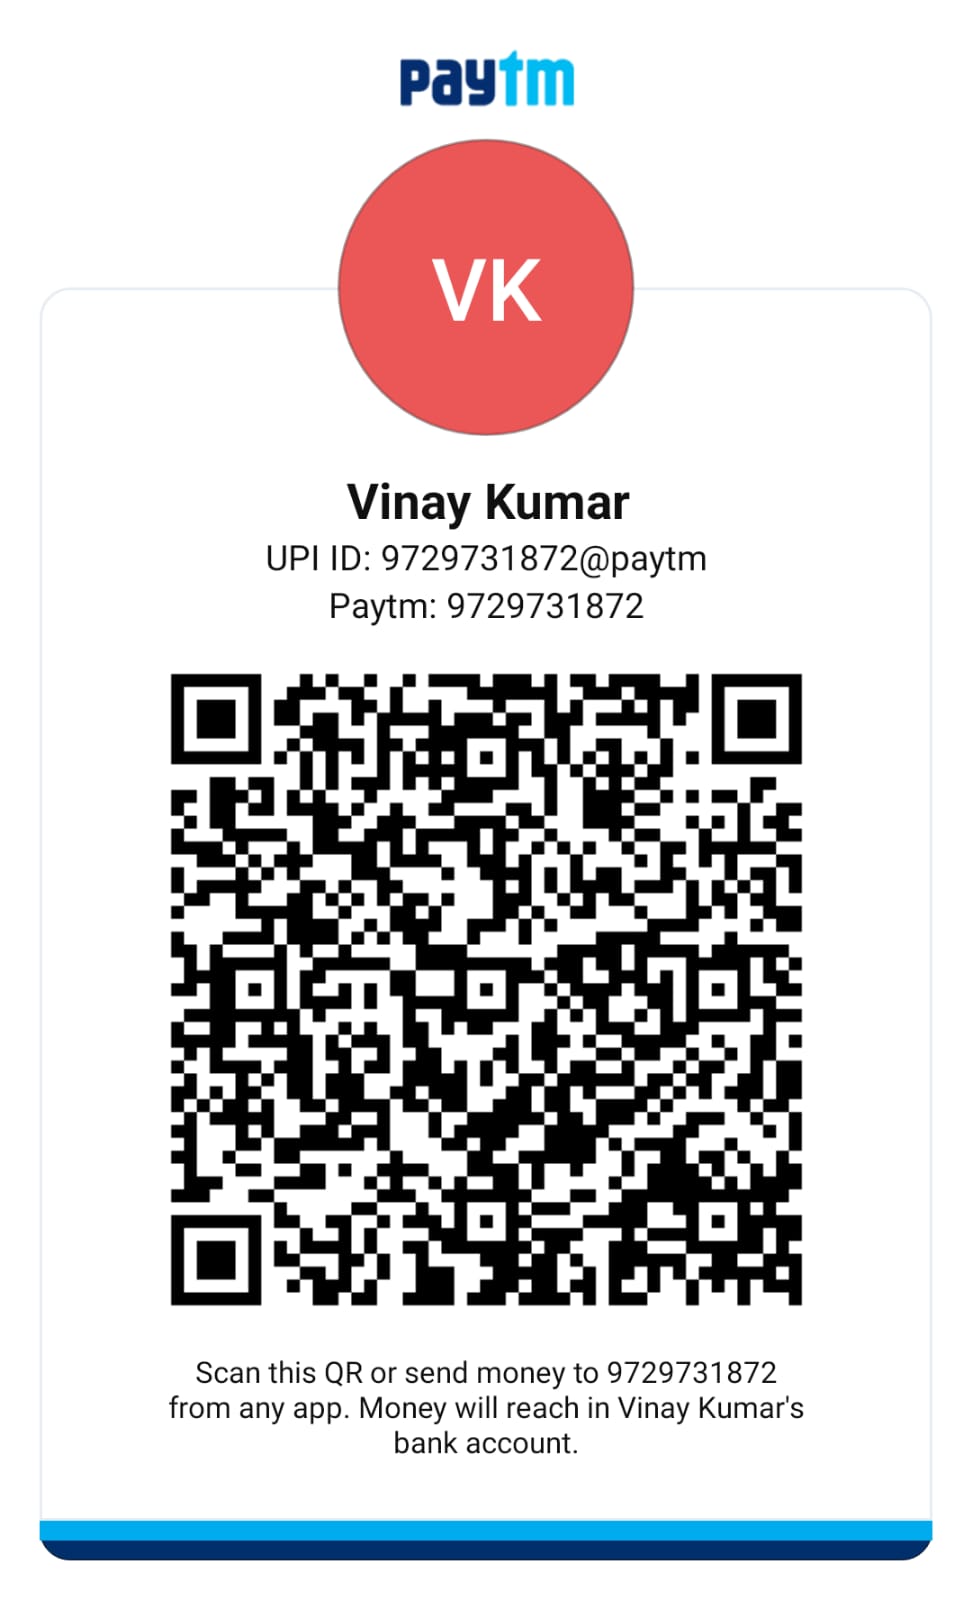 paytm
VK
Vinay Kumar
UPI ID: 9729731872@paytm
Paytm: 9729731872
Scan this QR or send money to 9729731872
from any app. Money will reach in Vinay Kumar's
bank account.